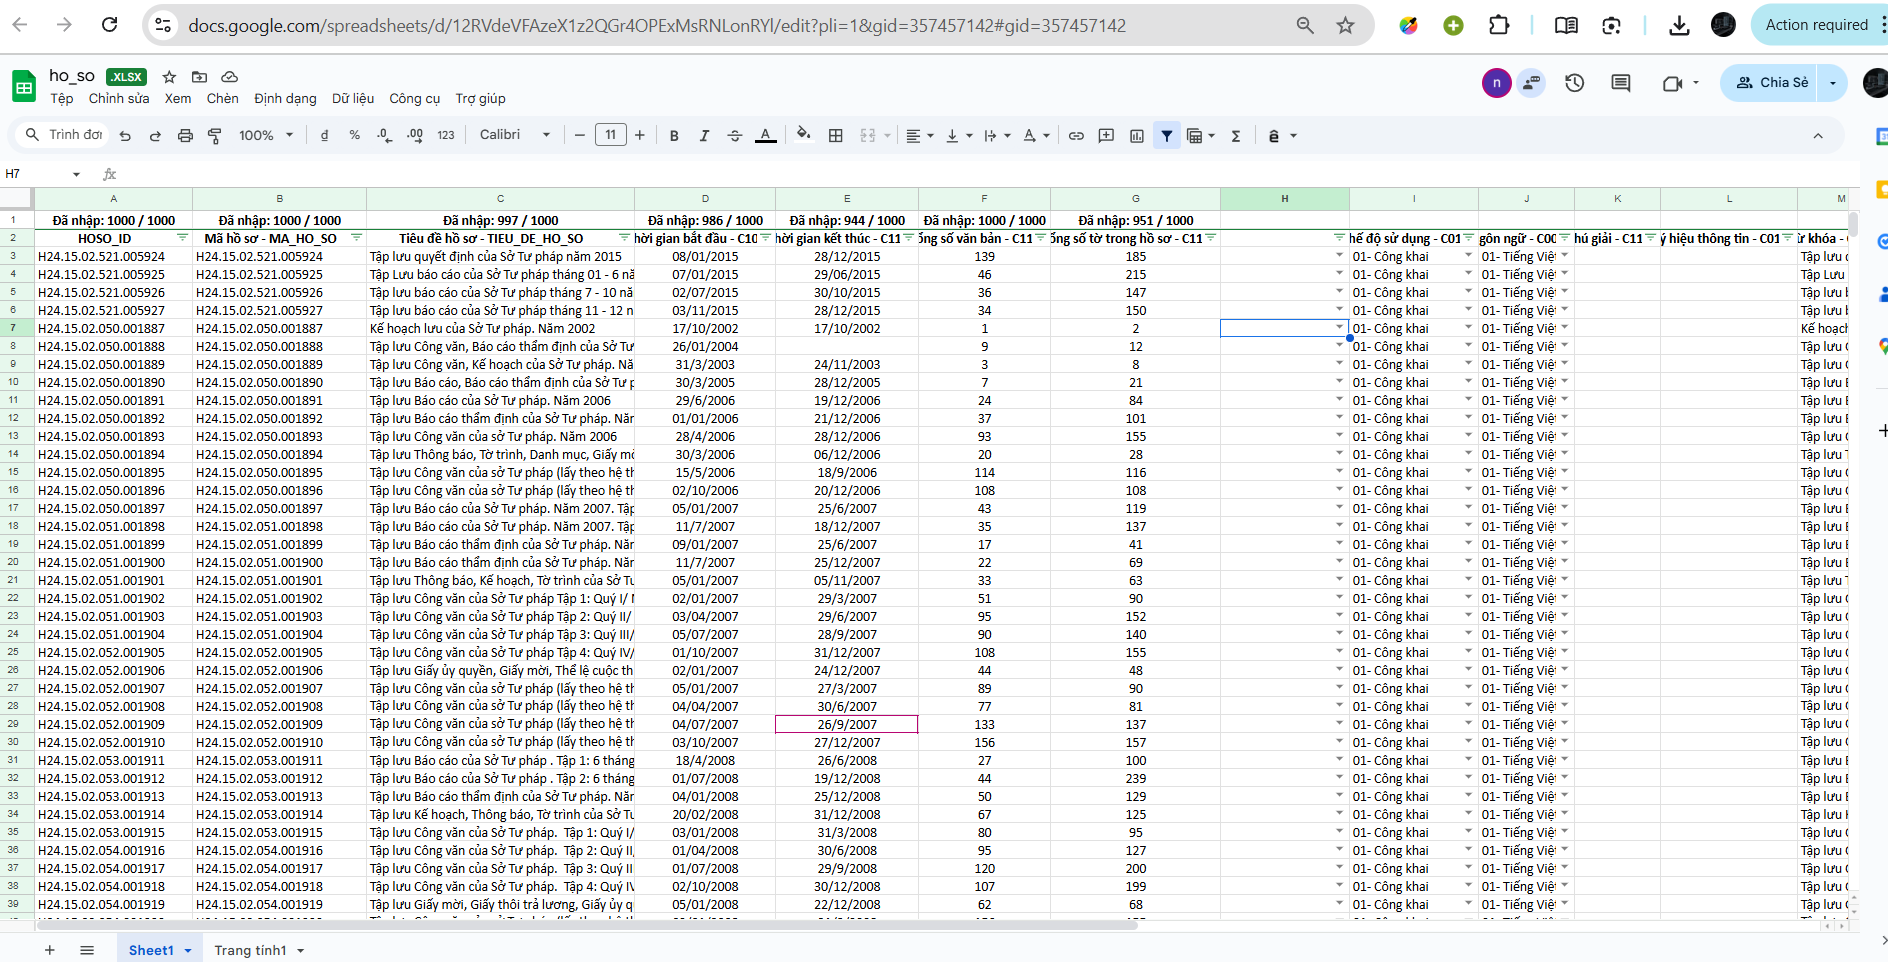 docs.google.com/spreadsheets/d/12RVdeVFAzeX1z2QGr4OPExMsRNLonRYl/edit?pli=1&gid=357457142#gid=357457142
Action required
ho_so .XLSX
n
Chia Sẻ
Tệp Chỉnh sửa Xem Chèn Định dạng Dữ liệu Công cụ Trợ giúp
Trình đơn 100% đ % .0 .00 123 Calibri 11 B I A Σ
H7 fx
A B C D E F G H I J K L M
1 Đã nhập: 1000 / 1000 Đã nhập: 1000 / 1000 Đã nhập: 997 / 1000 Đã nhập: 986 / 1000 Đã nhập: 944 / 1000 Đã nhập: 1000 / 1000 Đã nhập: 951 / 1000
2 HOSO_ID Mã hồ sơ - MA_HO_SO Tiêu đề hồ sơ - TIEU_DE_HO_SO hời gian bắt đầu - C10 hời gian kết thúc - C11 ổng số văn bản - C11 ổng số tờ trong hồ sơ - C11 hế độ sử dụng - C01 gôn ngữ - C00 hú giải - C11 ý hiệu thông tin - C01 ừ khóa -
3 H24.15.02.521.005924 H24.15.02.521.005924 Tập lưu quyết định của Sở Tư pháp năm 2015 08/01/2015 28/12/2015 139 185 01- Công khai 01- Tiếng Việt Tập lưu
4 H24.15.02.521.005925 H24.15.02.521.005925 Tập Lưu báo cáo của Sở Tư pháp tháng 01 - 6 nă 07/01/2015 29/06/2015 46 215 01- Công khai 01- Tiếng Việt Tập Lưu
5 H24.15.02.521.005926 H24.15.02.521.005926 Tập lưu báo cáo của Sở Tư pháp tháng 7 - 10 nă 02/07/2015 30/10/2015 36 147 01- Công khai 01- Tiếng Việt Tập lưu
6 H24.15.02.521.005927 H24.15.02.521.005927 Tập lưu báo cáo của Sở Tư pháp tháng 11 - 12 n 03/11/2015 28/12/2015 34 150 01- Công khai 01- Tiếng Việt Tập lưu
7 H24.15.02.050.001887 H24.15.02.050.001887 Kế hoạch lưu của Sở Tư pháp. Năm 2002 17/10/2002 17/10/2002 1 2 01- Công khai 01- Tiếng Việt Kế hoạch
8 H24.15.02.050.001888 H24.15.02.050.001888 Tập lưu Công văn, Báo cáo thẩm định của Sở Tư 26/01/2004 9 12 01- Công khai 01- Tiếng Việt Tập lưu
9 H24.15.02.050.001889 H24.15.02.050.001889 Tập lưu Công văn, Kế hoạch của Sở Tư pháp. Nă 31/3/2003 24/11/2003 3 8 01- Công khai 01- Tiếng Việt Tập lưu
10 H24.15.02.050.001890 H24.15.02.050.001890 Tập lưu Báo cáo, Báo cáo thẩm định của Sở Tư p 30/3/2005 28/12/2005 7 21 01- Công khai 01- Tiếng Việt Tập lưu
11 H24.15.02.050.001891 H24.15.02.050.001891 Tập lưu Báo cáo của Sở Tư pháp. Năm 2006 29/6/2006 19/12/2006 24 84 01- Công khai 01- Tiếng Việt Tập lưu
12 H24.15.02.050.001892 H24.15.02.050.001892 Tập lưu Báo cáo thẩm định của Sở Tư pháp. Năm 01/01/2006 21/12/2006 37 101 01- Công khai 01- Tiếng Việt Tập lưu
13 H24.15.02.050.001893 H24.15.02.050.001893 Tập lưu Công văn của sở Tư pháp. Năm 2006 28/4/2006 28/12/2006 93 155 01- Công khai 01- Tiếng Việt Tập lưu
14 H24.15.02.050.001894 H24.15.02.050.001894 Tập lưu Thông báo, Tờ trình, Danh mục, Giấy mờ 30/3/2006 06/12/2006 20 28 01- Công khai 01- Tiếng Việt Tập lưu
15 H24.15.02.050.001895 H24.15.02.050.001895 Tập lưu Công văn của sở Tư pháp (lấy theo hệ th 15/5/2006 18/9/2006 114 116 01- Công khai 01- Tiếng Việt Tập lưu
16 H24.15.02.050.001896 H24.15.02.050.001896 Tập lưu Công văn của sở Tư pháp (lấy theo hệ th 02/10/2006 20/12/2006 108 108 01- Công khai 01- Tiếng Việt Tập lưu
17 H24.15.02.050.001897 H24.15.02.050.001897 Tập lưu Báo cáo của Sở Tư pháp. Năm 2007. Tập 05/01/2007 25/6/2007 43 119 01- Công khai 01- Tiếng Việt Tập lưu
18 H24.15.02.051.001898 H24.15.02.051.001898 Tập lưu Báo cáo của Sở Tư pháp. Năm 2007. Tập 11/7/2007 18/12/2007 35 137 01- Công khai 01- Tiếng Việt Tập lưu
19 H24.15.02.051.001899 H24.15.02.051.001899 Tập lưu Báo cáo thẩm định của Sở Tư pháp. Năm 09/01/2007 25/6/2007 17 41 01- Công khai 01- Tiếng Việt Tập lưu
20 H24.15.02.051.001900 H24.15.02.051.001900 Tập lưu Báo cáo thẩm định của Sở Tư pháp. Năm 11/7/2007 25/12/2007 22 69 01- Công khai 01- Tiếng Việt Tập lưu
21 H24.15.02.051.001901 H24.15.02.051.001901 Tập lưu Thông báo, Kế hoạch, Tờ trình của Sở Tư 05/01/2007 05/11/2007 33 63 01- Công khai 01- Tiếng Việt Tập lưu
22 H24.15.02.051.001902 H24.15.02.051.001902 Tập lưu Công văn của Sở Tư pháp Tập 1: Quý I/ 02/01/2007 29/3/2007 51 90 01- Công khai 01- Tiếng Việt Tập lưu
23 H24.15.02.051.001903 H24.15.02.051.001903 Tập lưu Công văn của Sở Tư pháp Tập 2: Quý II/ 03/04/2007 29/6/2007 95 152 01- Công khai 01- Tiếng Việt Tập lưu
24 H24.15.02.051.001904 H24.15.02.051.001904 Tập lưu Công văn của Sở Tư pháp Tập 3: Quý III/ 05/07/2007 28/9/2007 90 140 01- Công khai 01- Tiếng Việt Tập lưu
25 H24.15.02.052.001905 H24.15.02.052.001905 Tập lưu Công văn của Sở Tư pháp Tập 4: Quý IV/ 01/10/2007 31/12/2007 108 155 01- Công khai 01- Tiếng Việt Tập lưu
26 H24.15.02.052.001906 H24.15.02.052.001906 Tập lưu Giấy ủy quyền, Giấy mời, Thể lệ cuộc th 02/01/2007 24/12/2007 44 48 01- Công khai 01- Tiếng Việt Tập lưu
27 H24.15.02.052.001907 H24.15.02.052.001907 Tập lưu Công văn của sở Tư pháp (lấy theo hệ th 05/01/2007 27/3/2007 89 90 01- Công khai 01- Tiếng Việt Tập lưu
28 H24.15.02.052.001908 H24.15.02.052.001908 Tập lưu Công văn của sở Tư pháp (lấy theo hệ th 04/04/2007 30/6/2007 77 81 01- Công khai 01- Tiếng Việt Tập lưu
29 H24.15.02.052.001909 H24.15.02.052.001909 Tập lưu Công văn của sở Tư pháp (lấy theo hệ th 04/07/2007 26/9/2007 133 137 01- Công khai 01- Tiếng Việt Tập lưu
30 H24.15.02.052.001910 H24.15.02.052.001910 Tập lưu Công văn của sở Tư pháp (lấy theo hệ th 03/10/2007 27/12/2007 156 157 01- Công khai 01- Tiếng Việt Tập lưu
31 H24.15.02.053.001911 H24.15.02.053.001911 Tập lưu Báo cáo của Sở Tư pháp . Tập 1: 6 tháng 18/4/2008 26/6/2008 27 100 01- Công khai 01- Tiếng Việt Tập lưu
32 H24.15.02.053.001912 H24.15.02.053.001912 Tập lưu Báo cáo của Sở Tư pháp . Tập 2: 6 tháng 01/07/2008 19/12/2008 44 239 01- Công khai 01- Tiếng Việt Tập lưu
33 H24.15.02.053.001913 H24.15.02.053.001913 Tập lưu Báo cáo thẩm định của Sở Tư pháp. Năm 04/01/2008 25/12/2008 50 129 01- Công khai 01- Tiếng Việt Tập lưu
34 H24.15.02.053.001914 H24.15.02.053.001914 Tập lưu Kế hoạch, Thông báo, Tờ trình của Sở Tư 20/02/2008 31/12/2008 67 125 01- Công khai 01- Tiếng Việt Tập lưu
35 H24.15.02.053.001915 H24.15.02.053.001915 Tập lưu Công văn của Sở Tư pháp. Tập 1: Quý I/ 03/01/2008 31/3/2008 80 95 01- Công khai 01- Tiếng Việt Tập lưu
36 H24.15.02.054.001916 H24.15.02.054.001916 Tập lưu Công văn của Sở Tư pháp. Tập 2: Quý II/ 01/04/2008 30/6/2008 95 127 01- Công khai 01- Tiếng Việt Tập lưu
37 H24.15.02.054.001917 H24.15.02.054.001917 Tập lưu Công văn của Sở Tư pháp. Tập 3: Quý II 01/07/2008 29/9/2008 120 200 01- Công khai 01- Tiếng Việt Tập lưu
38 H24.15.02.054.001918 H24.15.02.054.001918 Tập lưu Công văn của Sở Tư pháp. Tập 4: Quý IV 02/10/2008 30/12/2008 107 199 01- Công khai 01- Tiếng Việt Tập lưu
39 H24.15.02.054.001919 H24.15.02.054.001919 Tập lưu Giấy mời, Giấy thôi trả lương, Giấy ủy q 05/01/2008 22/12/2008 62 68 01- Công khai 01- Tiếng Việt Tập lưu
Sheet1 Trang tính1